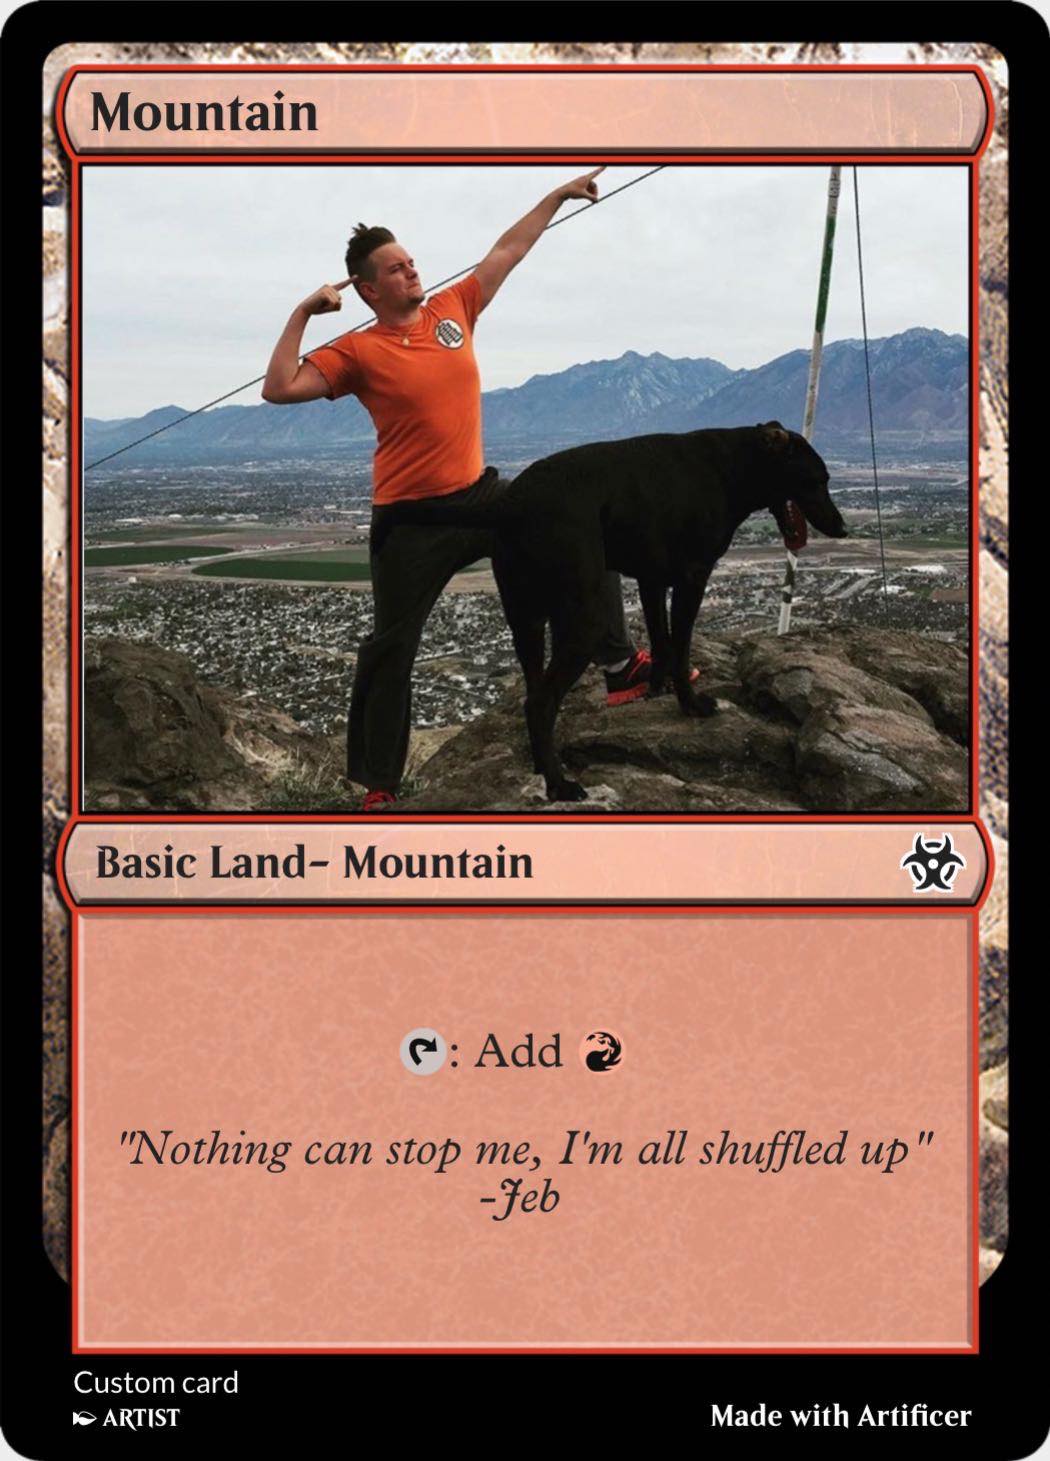 Mountain
Basic Land- Mountain
: Add
"Nothing can stop me, I'm all shuffled up"
-Jeb
Custom card
ARTIST
Made with Artificer